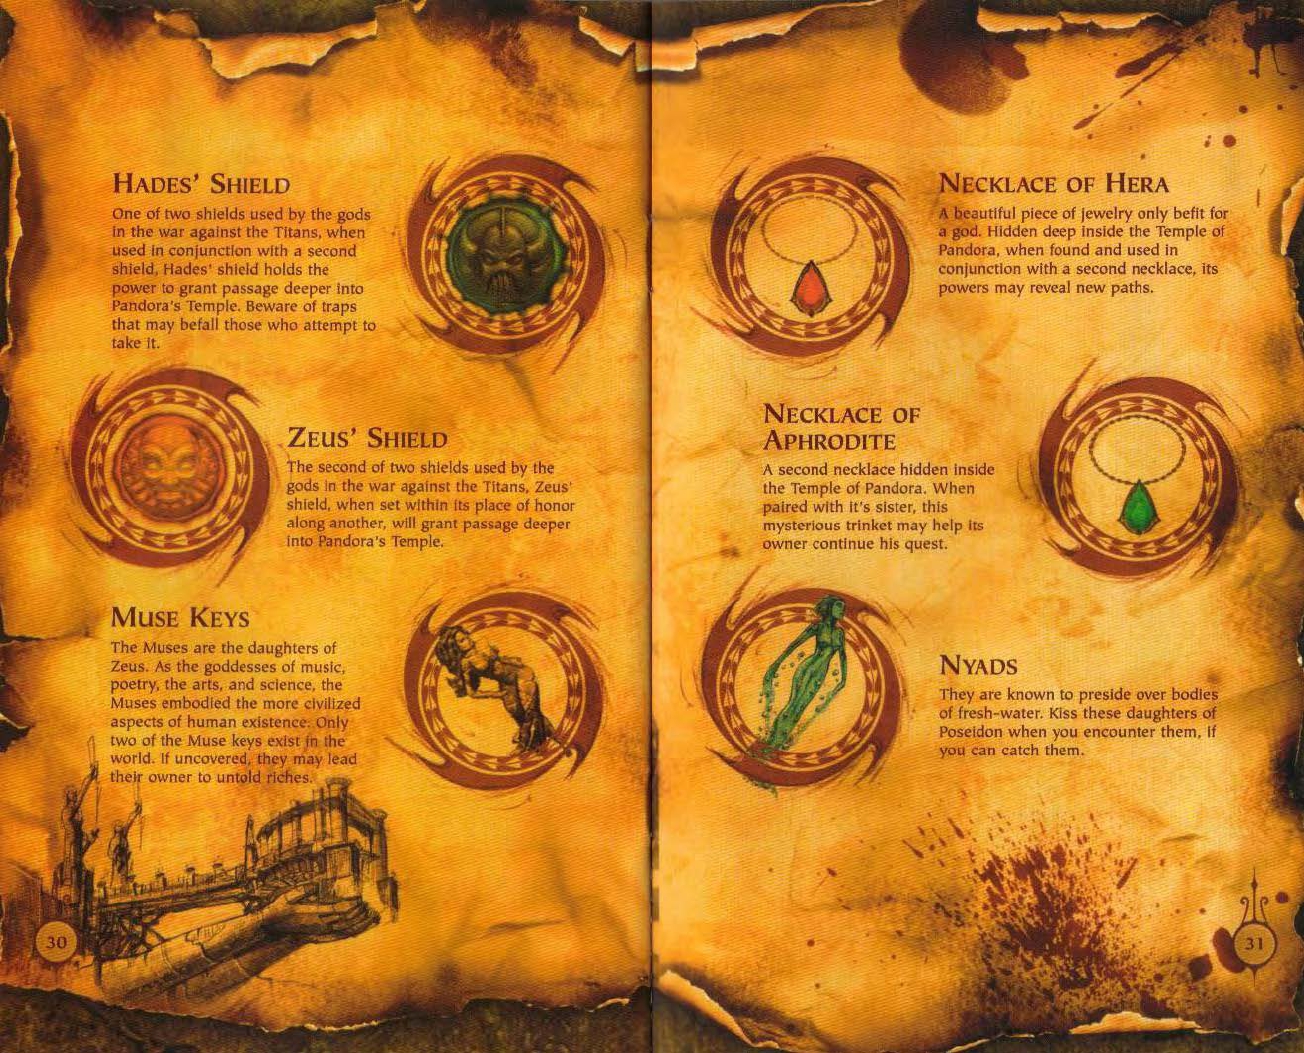 HADES' SHIELD
One of two shields used by the gods
in the war against the Titans, when
used in conjunction with a second
shield, Hades' shield holds the
power to grant passage deeper into
Pandora's Temple. Beware of traps
that may befall those who attempt to
take it.
ZEUS' SHIELD
The second of two shields used by the
gods in the war against the Titans, Zeus'
shield, when set within its place of honor
along another, will grant passage deeper
into Pandora's Temple.
MUSE KEYS
The Muses are the daughters of
Zeus. As the goddesses of music,
poetry, the arts, and science, the
Muses embodied the more civilized
aspects of human existence. Only
two of the Muse keys exist in the
world. If uncovered, they may lead
their owner to untold riches.
30
NECKLACE OF HERA
A beautiful piece of jewelry only befit for
a god. Hidden deep inside the Temple of
Pandora, when found and used in
conjunction with a second necklace, its
powers may reveal new paths.
NECKLACE OF
APHRODITE
A second necklace hidden inside
the Temple of Pandora. When
paired with it's sister, this
mysterious trinket may help its
owner continue his quest.
NYADS
They are known to preside over bodies
of fresh-water. Kiss these daughters of
Poseidon when you encounter them, if
you can catch them.
31